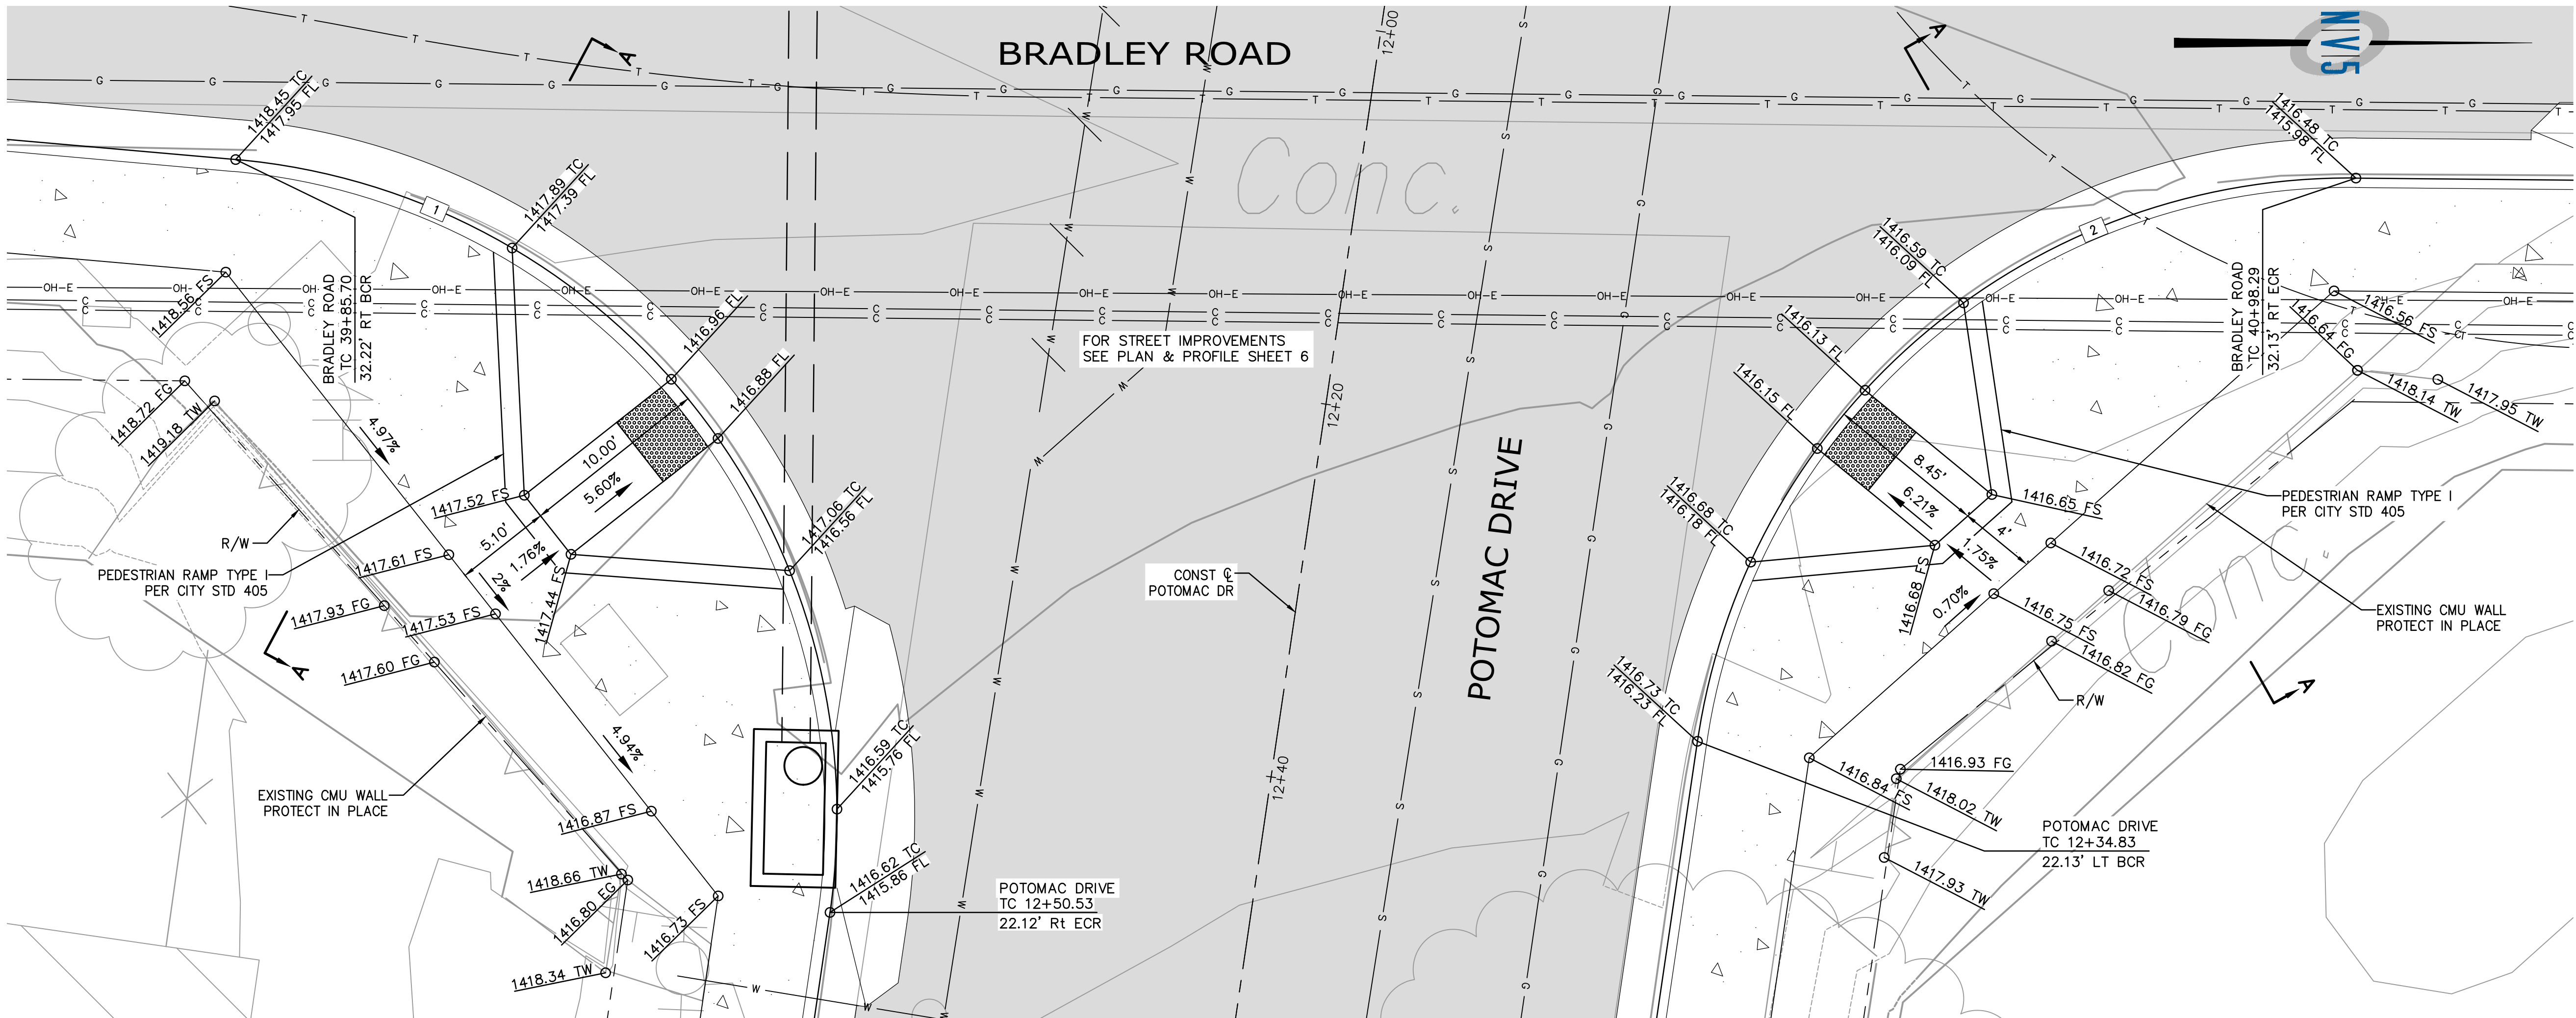 BRADLEY ROAD
12+00
NV5
1418.45 TC
1417.95 FL
1
1417.89 TC
1417.39 FL
Conc.
1416.48 TC
1415.98 FL
2
1416.59 TC
1416.09 FL
BRADLEY ROAD
TC 39+85.70
32.22' RT BCR
1418.56 FS
1416.96 FL
1416.88 FL
FOR STREET IMPROVEMENTS
SEE PLAN & PROFILE SHEET 6
12+20
1416.13 FL
1416.15 FL
BRADLEY ROAD
TC 40+98.29
32.13' RT ECR
1416.56 FS
1416.64 FG
1418.14 TW
1417.95 TW
1418.72 FG
1419.18 TW
4.97%
10.00'
5.60%
1417.52 FS
5.10'
1.76%
2%
1417.06 TC
1416.56 FL
R/W
PEDESTRIAN RAMP TYPE I
PER CITY STD 405
1417.61 FS
1417.53 FS
1417.44 FS
1417.93 FG
1417.60 FG
A
A
A
A
POTOMAC DRIVE
CONST ℄
POTOMAC DR
8.45'
6.21%
4'
1.75%
0.70%
1416.65 FS
1416.68 TC
1416.18 FL
1416.68 FS
PEDESTRIAN RAMP TYPE I
PER CITY STD 405
1416.72 FS
1416.79 FG
1416.75 FS
1416.82 FG
Conc.
EXISTING CMU WALL
PROTECT IN PLACE
R/W
1416.73 TC
1416.23 FL
4.94%
EXISTING CMU WALL
PROTECT IN PLACE
1416.87 FS
1416.59 TC
1415.76 FL
12+40
1416.93 FG
1416.84 FS
1418.02 TW
POTOMAC DRIVE
TC 12+34.83
22.13' LT BCR
1417.93 TW
1418.66 TW
1416.80 EG
1416.73 FS
1418.34 TW
1416.62 TC
1415.86 FL
POTOMAC DRIVE
TC 12+50.53
22.12' Rt ECR
T
G
W
S
C
OH-E